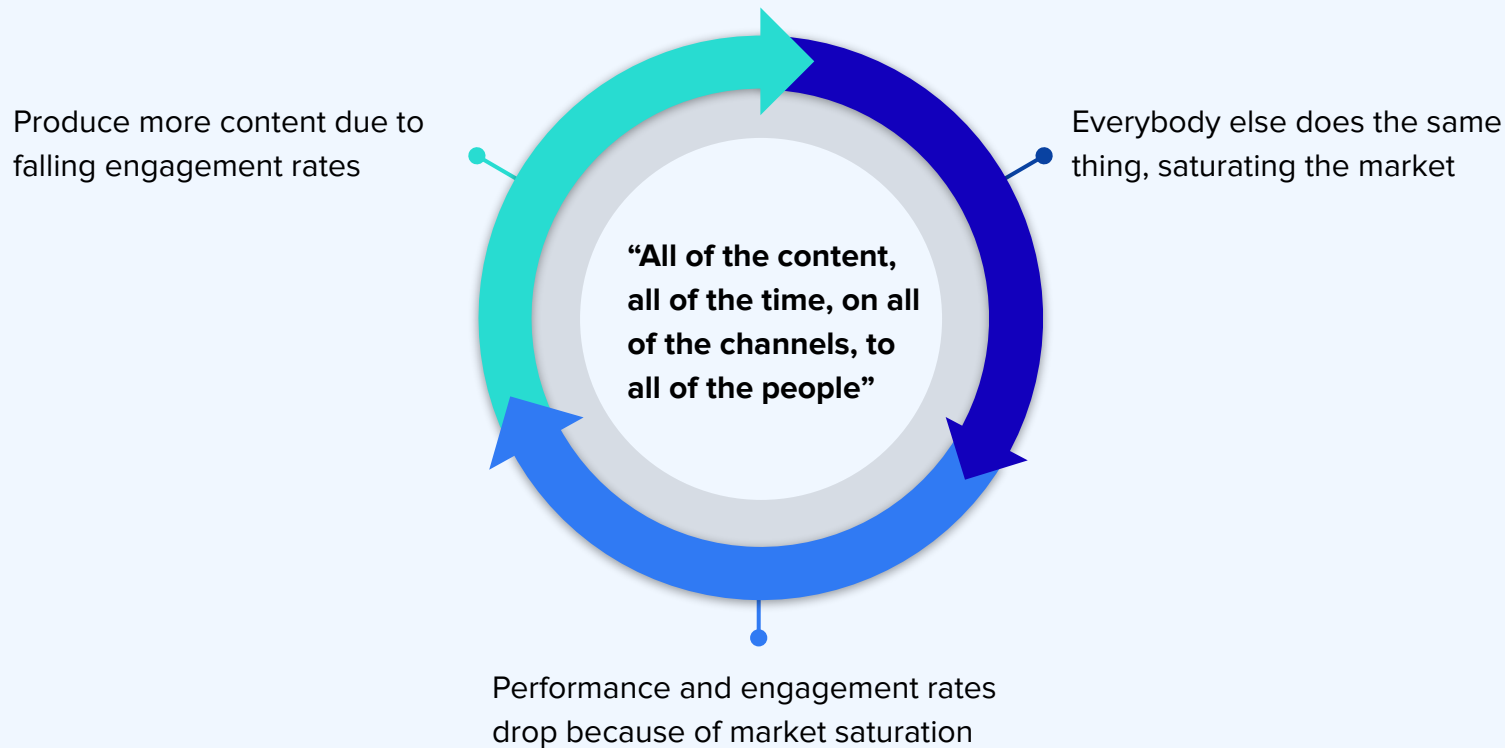 Produce more content due to
falling engagement rates
Everybody else does the same
thing, saturating the market
“All of the content,
all of the time, on all
of the channels, to
all of the people”
Performance and engagement rates
drop because of market saturation